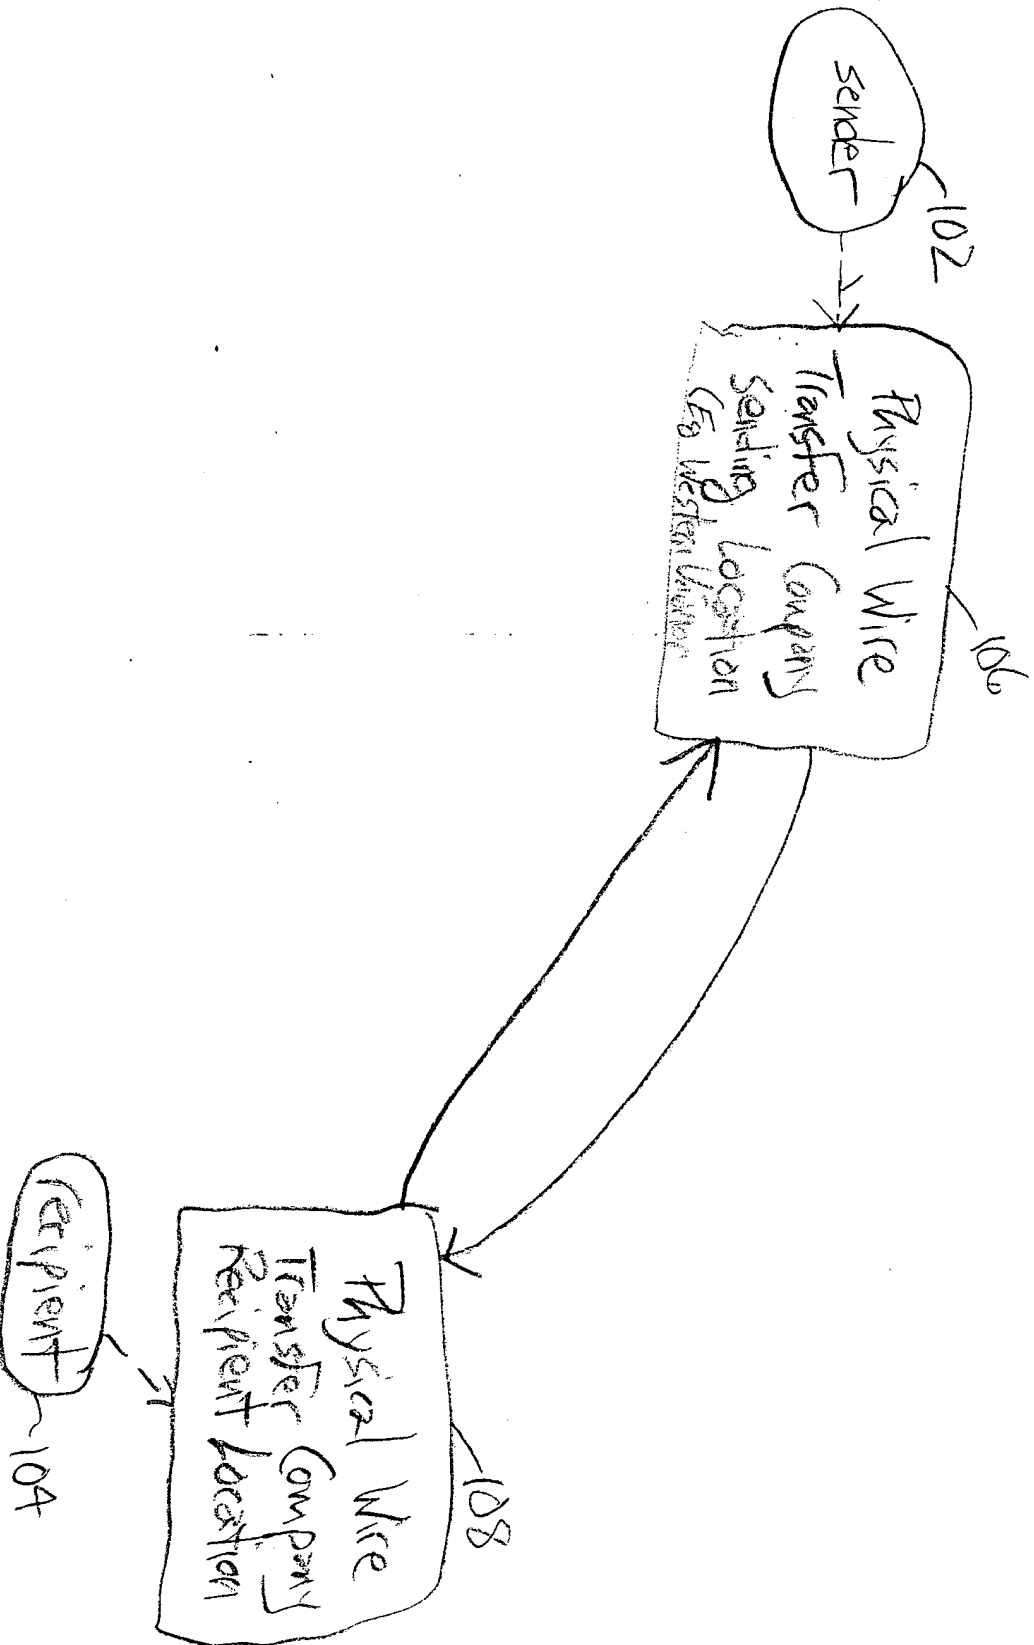 sender
102
Physical Wire
Transfer Company
Sending Location
(Eg Western Union
106
Physical Wire
Transfer Company
Recipient Location
108
recipient
104